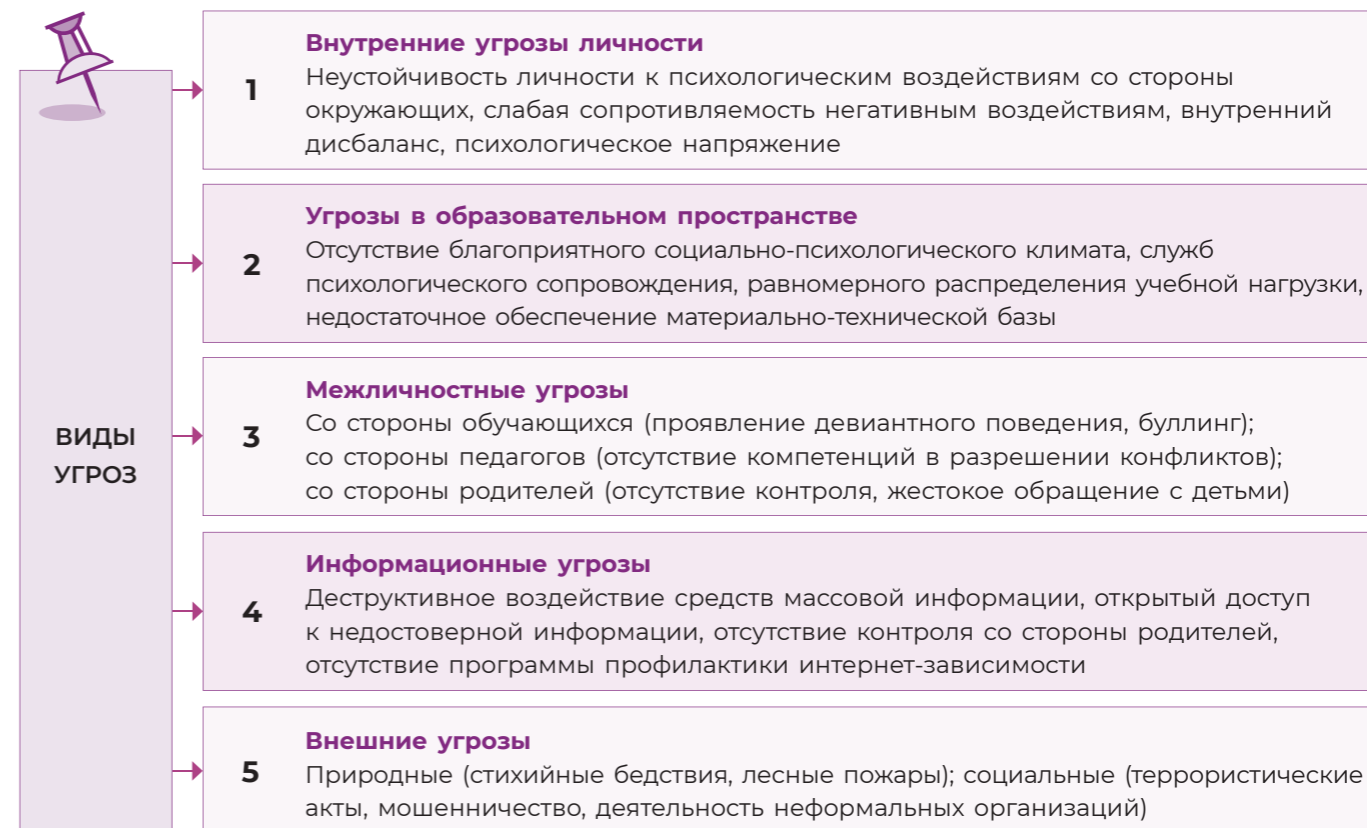 ВИДЫ
УГРОЗ
1
Внутренние угрозы личности
Неустойчивость личности к психологическим воздействиям со стороны
окружающих, слабая сопротивляемость негативным воздействиям, внутренний
дисбаланс, психологическое напряжение
2
Угрозы в образовательном пространстве
Отсутствие благоприятного социально-психологического климата, служб
психологического сопровождения, равномерного распределения учебной нагрузки,
недостаточное обеспечение материально-технической базы
3
Межличностные угрозы
Со стороны обучающихся (проявление девиантного поведения, буллинг);
со стороны педагогов (отсутствие компетенций в разрешении конфликтов);
со стороны родителей (отсутствие контроля, жестокое обращение с детьми)
4
Информационные угрозы
Деструктивное воздействие средств массовой информации, открытый доступ
к недостоверной информации, отсутствие контроля со стороны родителей,
отсутствие программы профилактики интернет-зависимости
5
Внешние угрозы
Природные (стихийные бедствия, лесные пожары); социальные (террористические
акты, мошенничество, деятельность неформальных организаций)